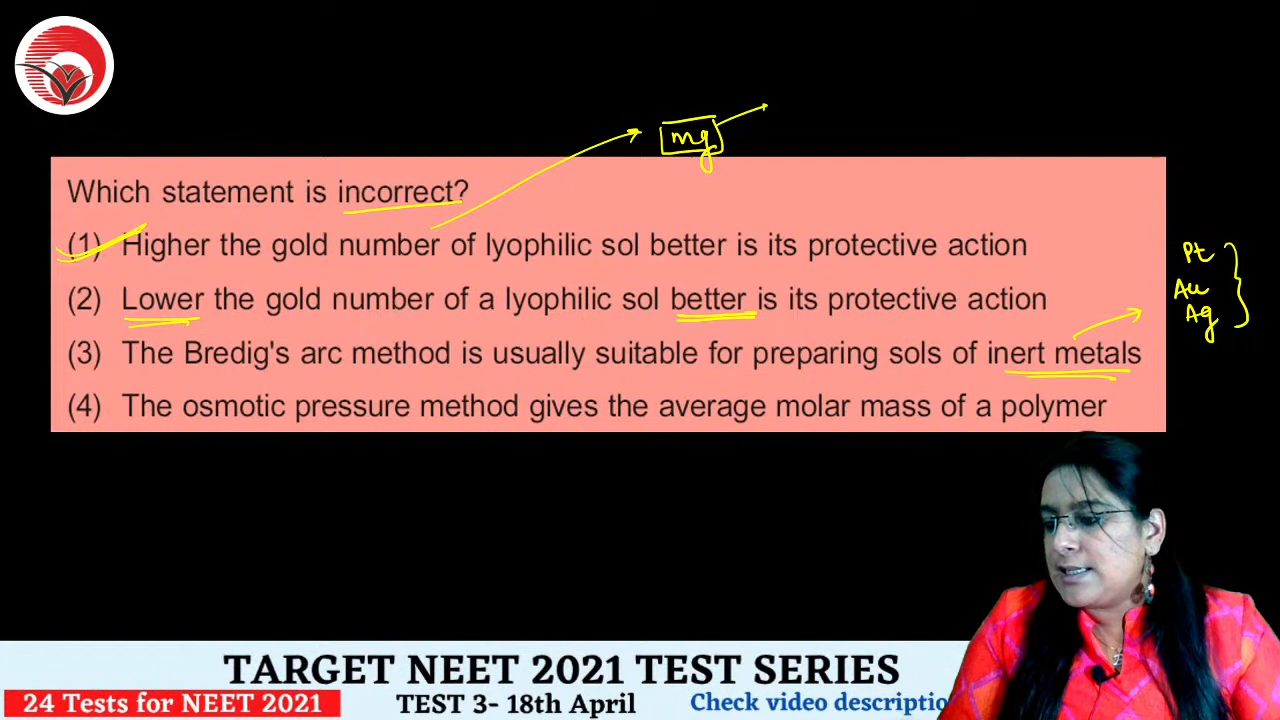 mg
Which statement is incorrect?
(1) Higher the gold number of lyophilic sol better is its protective action
(2) Lower the gold number of a lyophilic sol better is its protective action
(3) The Bredig's arc method is usually suitable for preparing sols of inert metals
(4) The osmotic pressure method gives the average molar mass of a polymer
Pt
Au
Ag
TARGET NEET 2021 TEST SERIES
24 Tests for NEET 2021 TEST 3- 18th April Check video descriptio